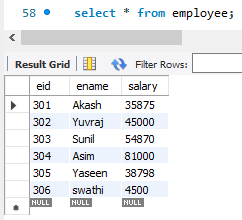 58 select * from employee;
Result Grid Filter Rows:
eid ename salary
301 Akash 35875
302 Yuvraj 45000
303 Sunil 54870
304 Asim 81000
305 Yaseen 38798
306 swathi 4500
NULL NULL NULL